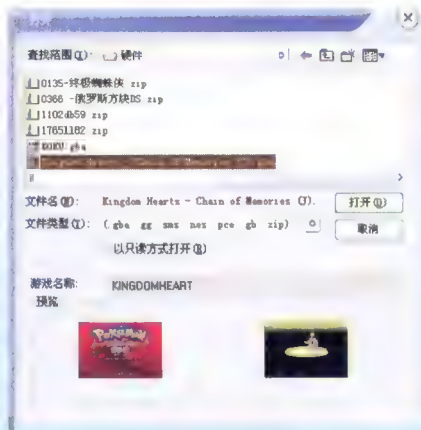 查找范围(I): 硬件
0135-终极蜘蛛侠 zip
0366 -俄罗斯方块DS zip
1102db59 zip
17651182 zip
gba
文件名(N): Kingdom Hearts - Chain of Memories (J). 打开(O)
文件类型(T): (gba gg sms nes pce gb zip) 取消
以只读方式打开(R)
游戏名称: KINGDOMHEART
预览
POKéMON